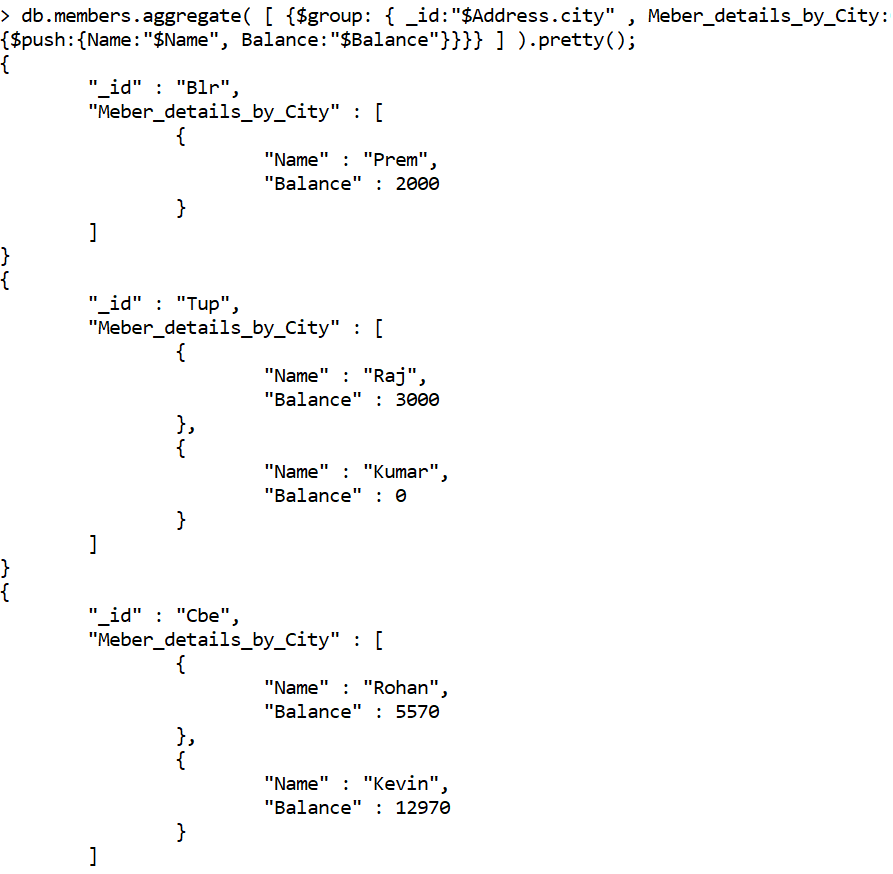 > db.members.aggregate( [ {$group: { _id:"$Address.city" , Meber_details_by_City:
{$push:{Name:"$Name", Balance:"$Balance"}}}} ] ).pretty();
{
        "_id" : "Blr",
        "Meber_details_by_City" : [
                {
                        "Name" : "Prem",
                        "Balance" : 2000
                }
        ]
}
{
        "_id" : "Tup",
        "Meber_details_by_City" : [
                {
                        "Name" : "Raj",
                        "Balance" : 3000
                },
                {
                        "Name" : "Kumar",
                        "Balance" : 0
                }
        ]
}
{
        "_id" : "Cbe",
        "Meber_details_by_City" : [
                {
                        "Name" : "Rohan",
                        "Balance" : 5570
                },
                {
                        "Name" : "Kevin",
                        "Balance" : 12970
                }
        ]